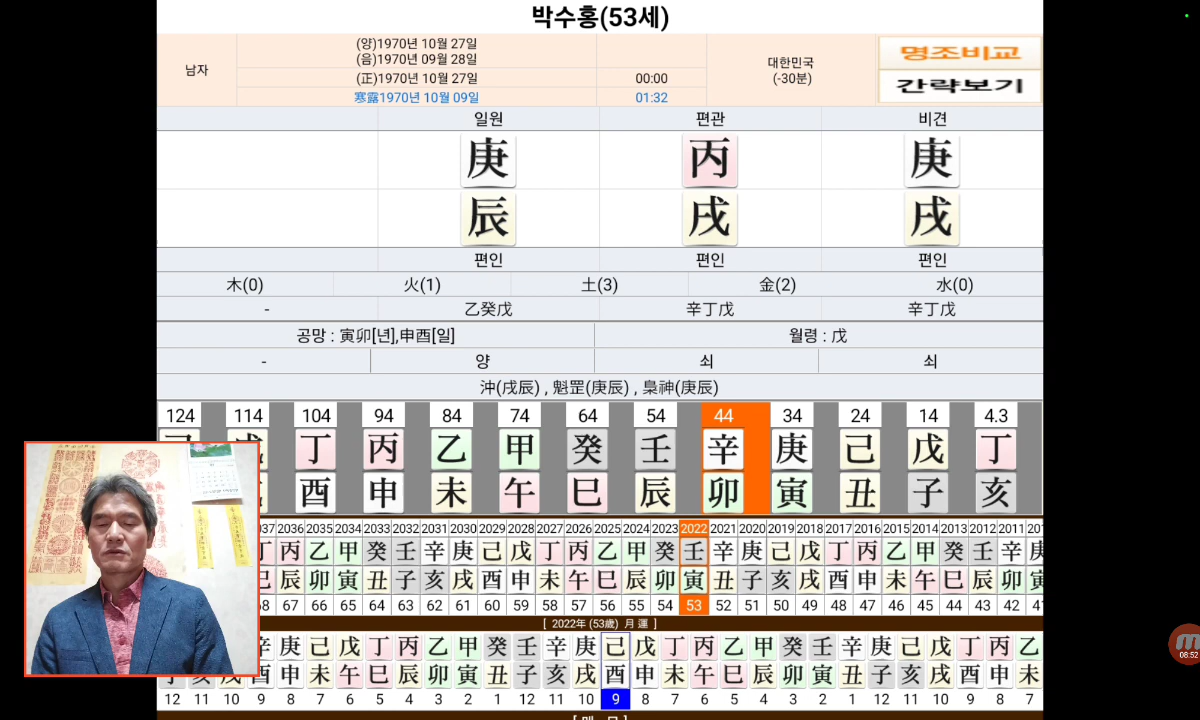 박수홍(53세)
남자
(양)1970년 10월 27일
(음)1970년 09월 28일
(正)1970년 10월 27일 00:00
寒露1970년 10월 09일 01:32
대한민국
(-30분)
명조비교
간략보기
일원 편관 비견
庚 丙 庚
辰 戌 戌
편인 편인 편인
木(0) 火(1) 土(3) 金(2) 水(0)
- 乙癸戊 辛丁戊 辛丁戊
공망 : 寅卯[년],申酉[일] 월령 : 戊
- 양 쇠 쇠
沖(戌辰) , 魁罡(庚辰) , 梟神(庚辰)
124 114 104 94 84 74 64 54 44 34 24 14 4.3
丁 丙 乙 甲 癸 壬 辛 庚 己 戊 丁
酉 申 未 午 巳 辰 卯 寅 丑 子 亥
2036 2035 2034 2033 2032 2031 2030 2029 2028 2027 2026 2025 2024 2023 2022 2021 2020 2019 2018 2017 2016 2015 2014 2013 2012 2011
丙 乙 甲 癸 壬 辛 庚 己 戊 丁 丙 乙 甲 癸 壬 辛 庚 己 戊 丁 丙 乙 甲 癸 壬 辛 庚
辰 卯 寅 丑 子 亥 戌 酉 申 未 午 巳 辰 卯 寅 丑 子 亥 戌 酉 申 未 午 巳 辰 卯 寅
67 66 65 64 63 62 61 60 59 58 57 56 55 54 53 52 51 50 49 48 47 46 45 44 43 42
[ 2022年 (53歲) 月 運 ]
辛 庚 己 戊 丁 丙 乙 甲 癸 壬 辛 庚 己 戊 丁 丙 乙 甲 癸 壬 辛 庚 己 戊 丁 丙 乙
酉 申 未 午 巳 辰 卯 寅 丑 子 亥 戌 酉 申 未 午 巳 辰 卯 寅 丑 子 亥 戌 酉 申 未
12 11 10 9 8 7 6 5 4 3 2 1 12 11 10 9 8 7 6 5 4 3 2 1 12 11 10 9 8 7
08:52